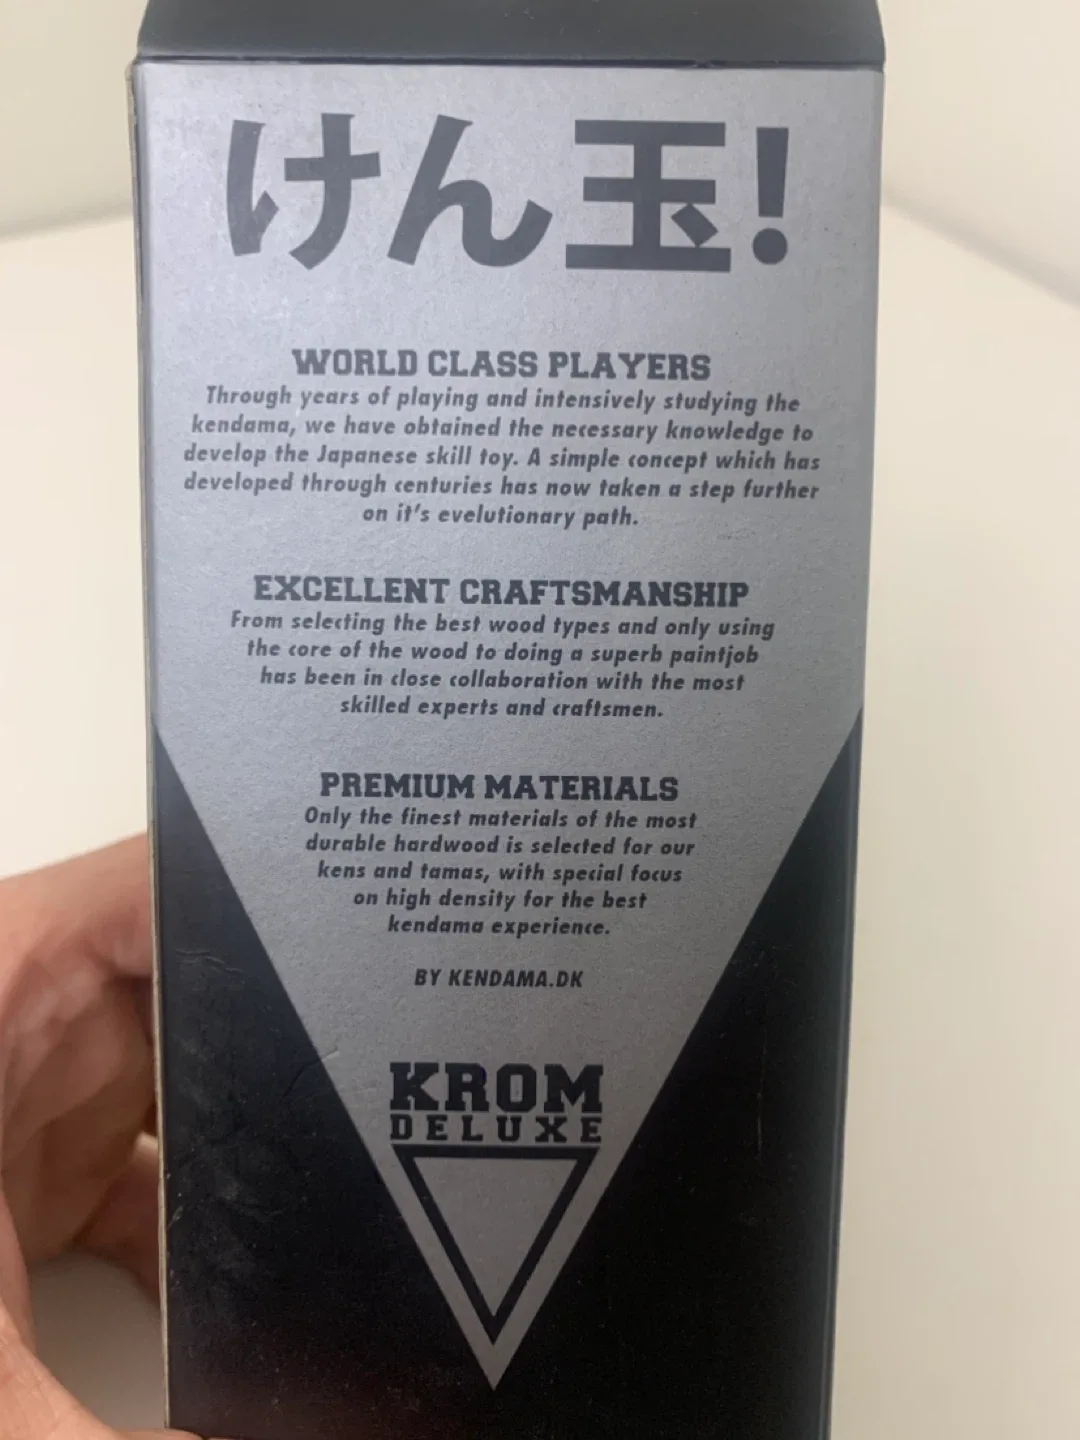 けん玉!
WORLD CLASS PLAYERS
Through years of playing and intensively studying the
kendama, we have obtained the necessary knowledge to
develop the Japanese skill toy. A simple concept which has
developed through centuries has now taken a step further
on it's evelutionary path.
EXCELLENT CRAFTSMANSHIP
From selecting the best wood types and only using
the core of the wood to doing a superb paintjob
has been in close collaboration with the most
skilled experts and craftsmen.
PREMIUM MATERIALS
Only the finest materials of the most
durable hardwood is selected for our
kens and tamas, with special focus
on high density for the best
kendama experience.
BY KENDAMA.DK
KROM
DELUXE